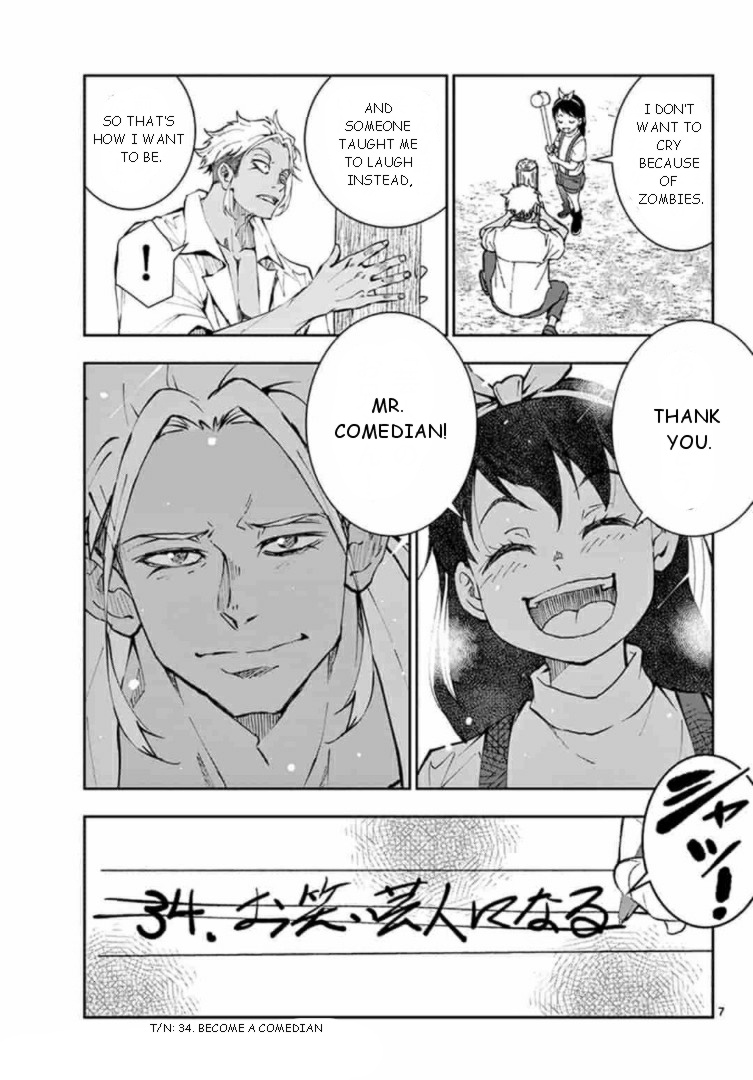 I DON'T
WANT TO
CRY
BECAUSE
OF
ZOMBIES.
AND
SOMEONE
TAUGHT ME
TO LAUGH
INSTEAD,
SO THAT'S
HOW I WANT
TO BE.
!
THANK
YOU.
MR.
COMEDIAN!
シャッ!
34. お笑い芸人になる
T/N: 34. BECOME A COMEDIAN
7